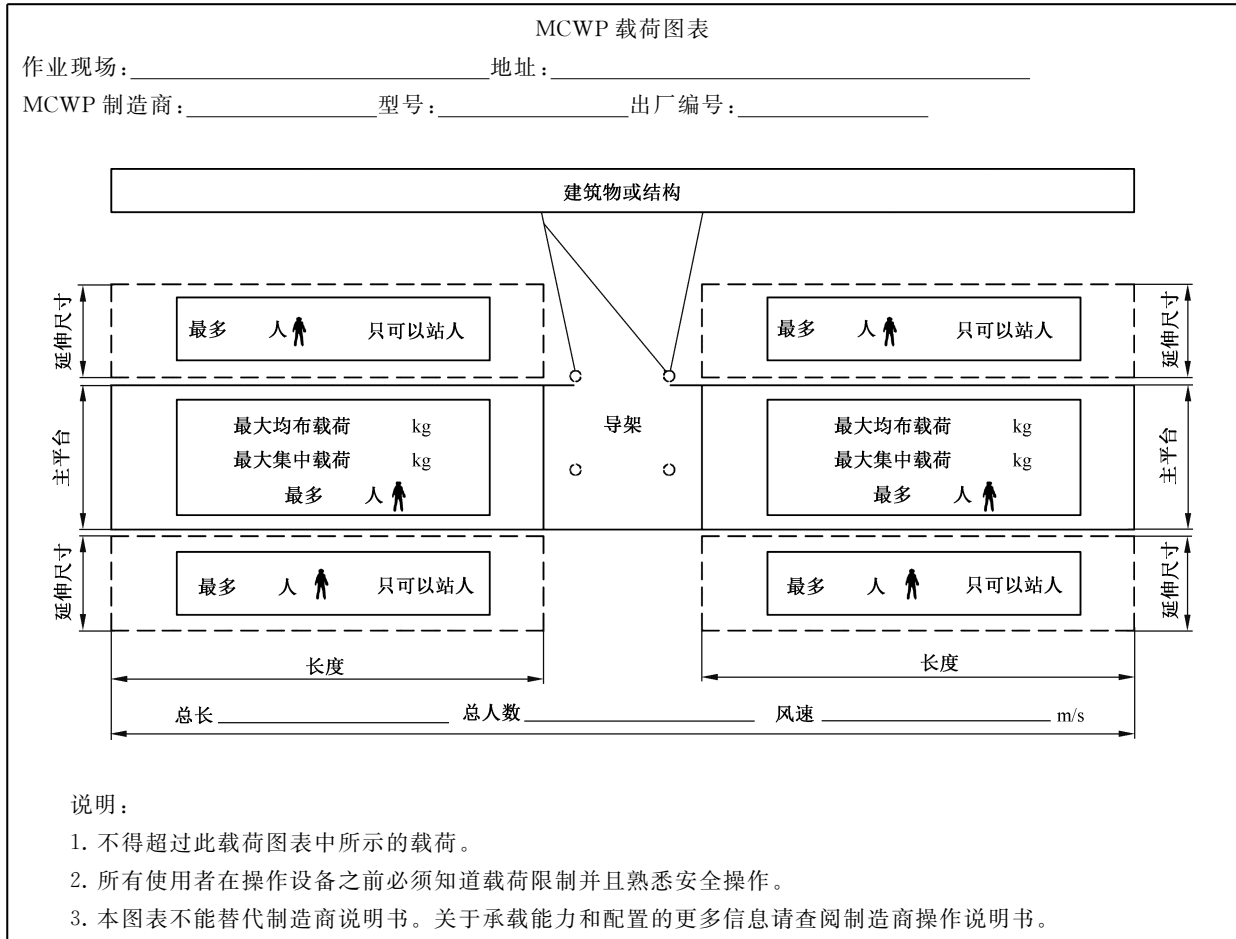 MCWP 载荷图表
作业现场: 地址:
MCWP 制造商: 型号: 出厂编号:
建筑物或结构
延伸尺寸
最多 人 只可以站人
最多 人 只可以站人
延伸尺寸
主平台
最大均布载荷 kg
最大集中载荷 kg
最多 人
导架
最大均布载荷 kg
最大集中载荷 kg
最多 人
主平台
延伸尺寸
最多 人 只可以站人
最多 人 只可以站人
延伸尺寸
长度
长度
总长 总人数 风速 m/s
说明:
1. 不得超过此载荷图表中所示的载荷。
2. 所有使用者在操作设备之前必须知道载荷限制并且熟悉安全操作。
3. 本图表不能替代制造商说明书。关于承载能力和配置的更多信息请查阅制造商操作说明书。